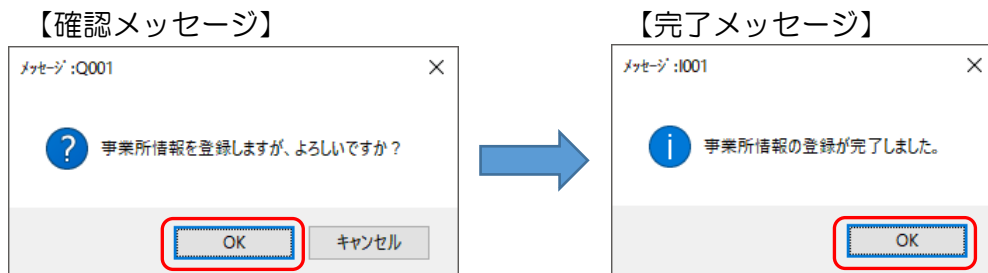 【確認メッセージ】
ﾒｯｾｰｼﾞ:Q001
事業所情報を登録しますが、よろしいですか?
OK
キャンセル
【完了メッセージ】
ﾒｯｾｰｼﾞ:I001
事業所情報の登録が完了しました。
OK